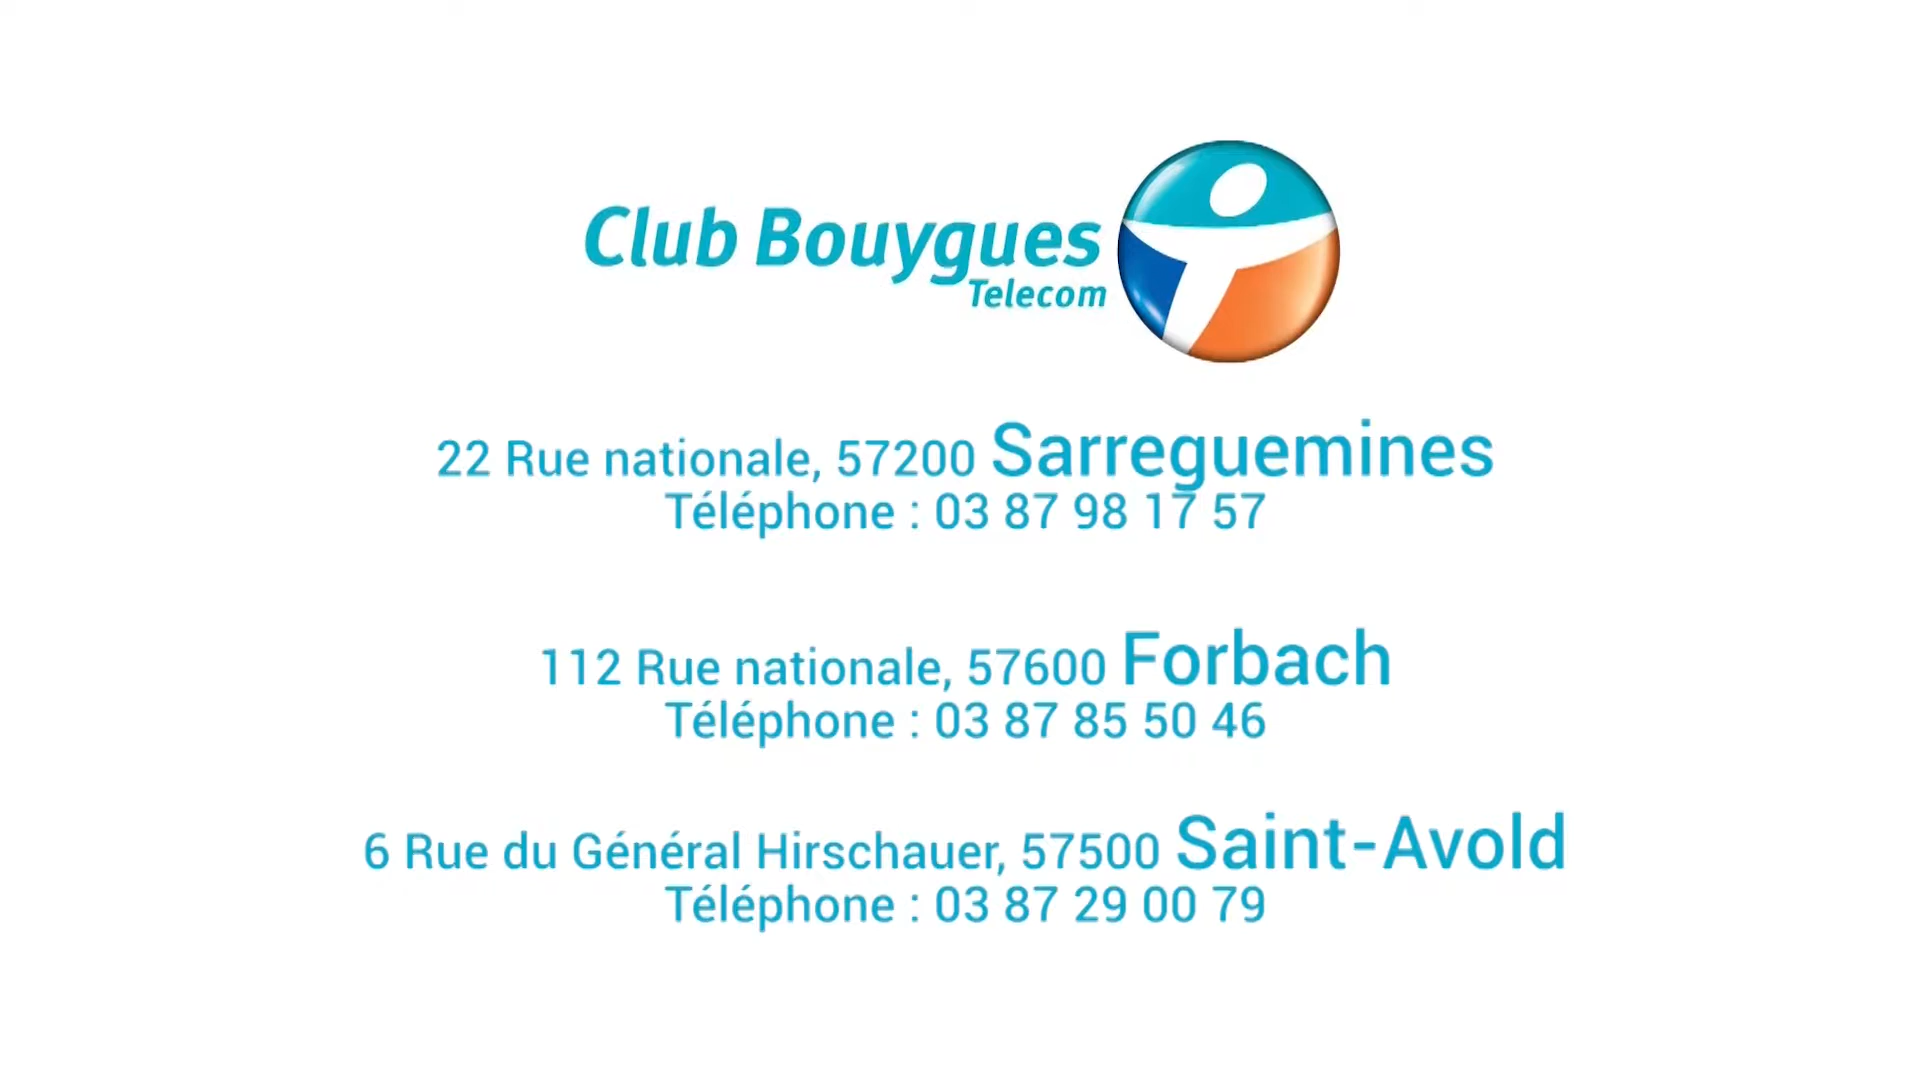 Club Bouygues
Telecom
22 Rue nationale, 57200 Sarreguemines
Téléphone : 03 87 98 17 57
112 Rue nationale, 57600 Forbach
Téléphone : 03 87 85 50 46
6 Rue du Général Hirschauer, 57500 Saint-Avold
Téléphone : 03 87 29 00 79